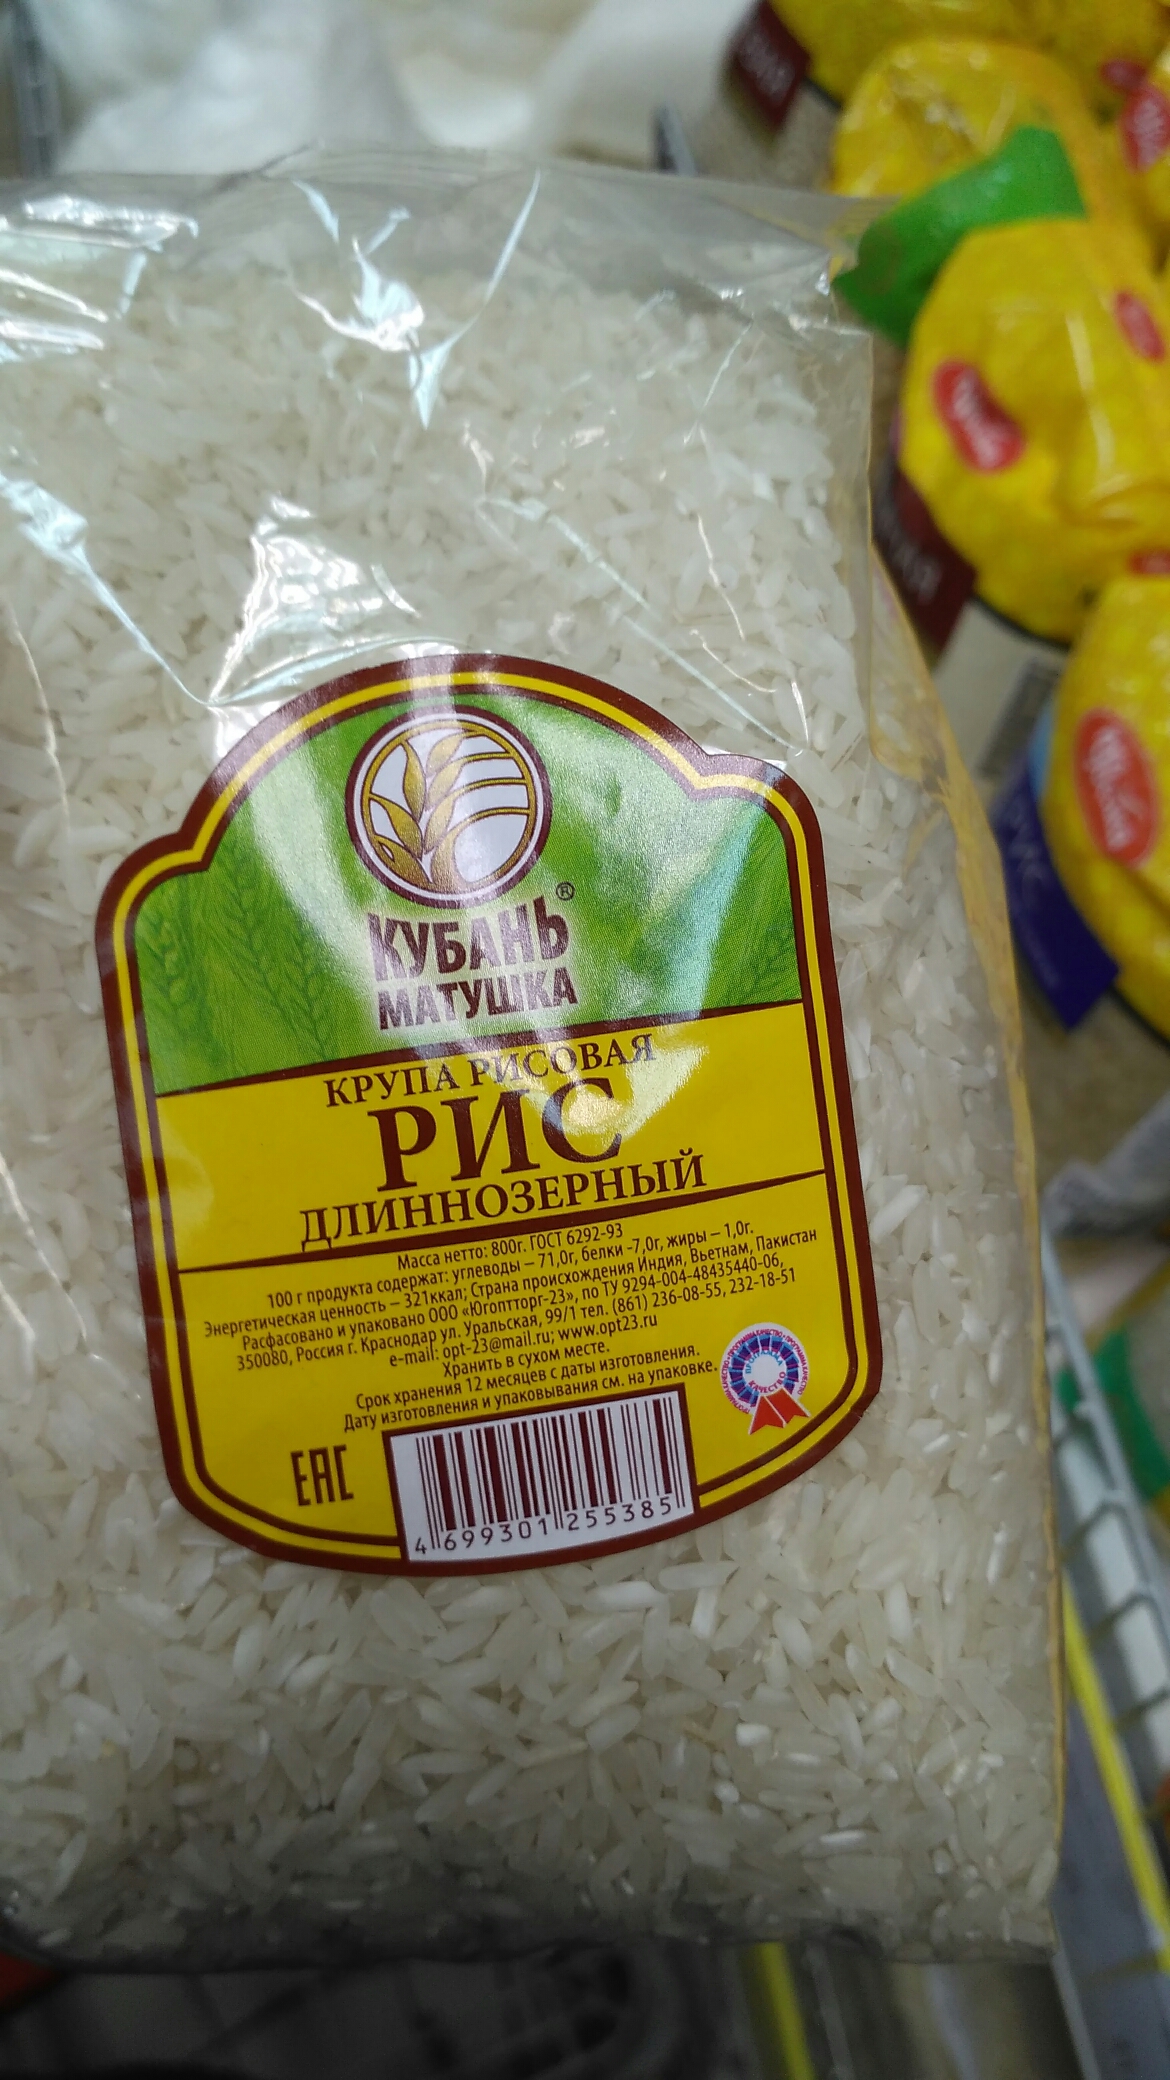 КУБАНЬ®
МАТУШКА
КРУПА РИСОВАЯ
РИС
ДЛИННОЗЕРНЫЙ
Масса нетто: 800г. ГОСТ 6292-93
100 г продукта содержат: углеводы – 71,0г, белки -7,0г, жиры – 1,0г.
Энергетическая ценность – 321ккал; Страна происхождения Индия, Вьетнам, Пакистан
Расфасовано и упаковано ООО «Югоптторг-23», по ТУ 9294-004-48435440-06,
350080, Россия г. Краснодар ул. Уральская, 99/1 тел. (861) 236-08-55, 232-18-51
e-mail: opt-23@mail.ru; www.opt23.ru
Хранить в сухом месте.
Срок хранения 12 месяцев с даты изготовления.
Дату изготовления и упаковывания см. на упаковке.
КАЧЕСТВО
EAC
4 699301 255385
РИС